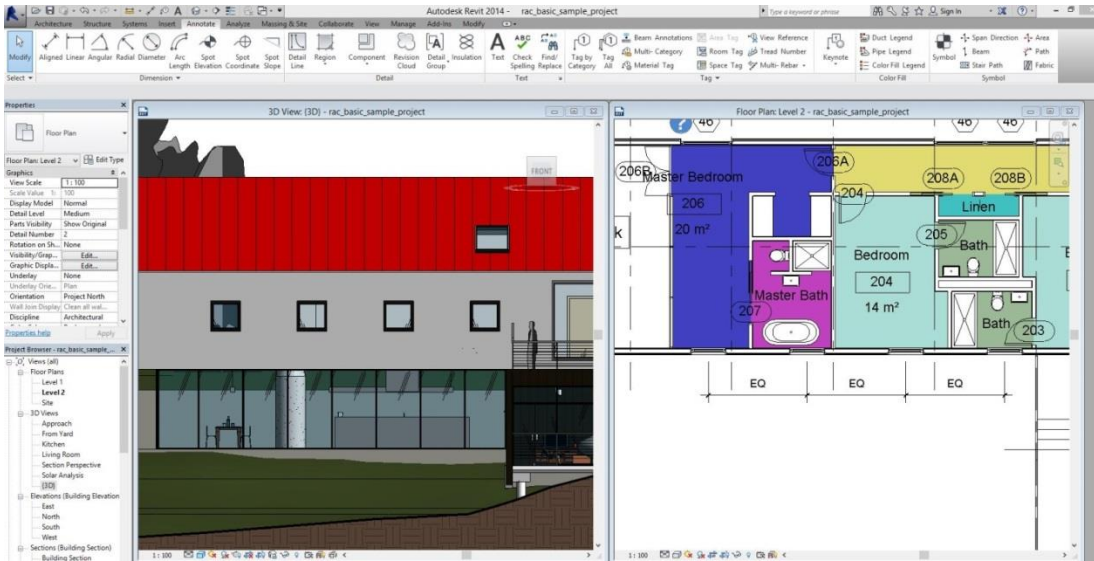 Autodesk Revit 2014 - rac_basic_sample_project
Type a keyword or phrase
Sign In
Architecture Structure Systems Insert Annotate Analyze Massing & Site Collaborate View Manage Add-Ins Modify
Modify
Aligned Linear Angular Radial Diameter Arc Length Spot Elevation Spot Coordinate Spot Slope
Detail Line Region Component Revision Cloud Detail Group Insulation
Text ABC Check Spelling Find/ Replace
Tag by Category Tag All
Beam Annotations Area Tag View Reference
Multi- Category Room Tag Tread Number
Material Tag Space Tag Multi- Rebar
Keynote
Duct Legend
Pipe Legend
Color Fill Legend
Symbol
Span Direction Area
Beam Path
Stair Path Fabric
Select Dimension Detail Text Tag Color Fill Symbol
Properties
Floor Plan
Floor Plan: Level 2 Edit Type
Graphics
View Scale 1 : 100
Scale Value 1: 100
Display Model Normal
Detail Level Medium
Parts Visibility Show Original
Detail Number 2
Rotation on Sh... None
Visibility/Grap... Edit...
Graphic Displa... Edit...
Underlay None
Underlay Orie... Plan
Orientation Project North
Wall Join Display Clean all wal...
Discipline Architectural
Properties help Apply
Project Browser - rac_basic_sample_...
Views (all)
Floor Plans
Level 1
Level 2
Site
3D Views
Approach
From Yard
Kitchen
Living Room
Section Perspective
Solar Analysis
{3D}
Elevations (Building Elevation
East
North
South
West
Sections (Building Section)
Building Section
3D View: {3D} - rac_basic_sample_project
FRONT
1 : 100
Floor Plan: Level 2 - rac_basic_sample_project
46 46 46
206B Master Bedroom 206A
206
20 m²
204
208A 208B
Linen
205
Bath
Bedroom
204
14 m²
Master Bath
207
Bath
203
EQ EQ EQ
1 : 100